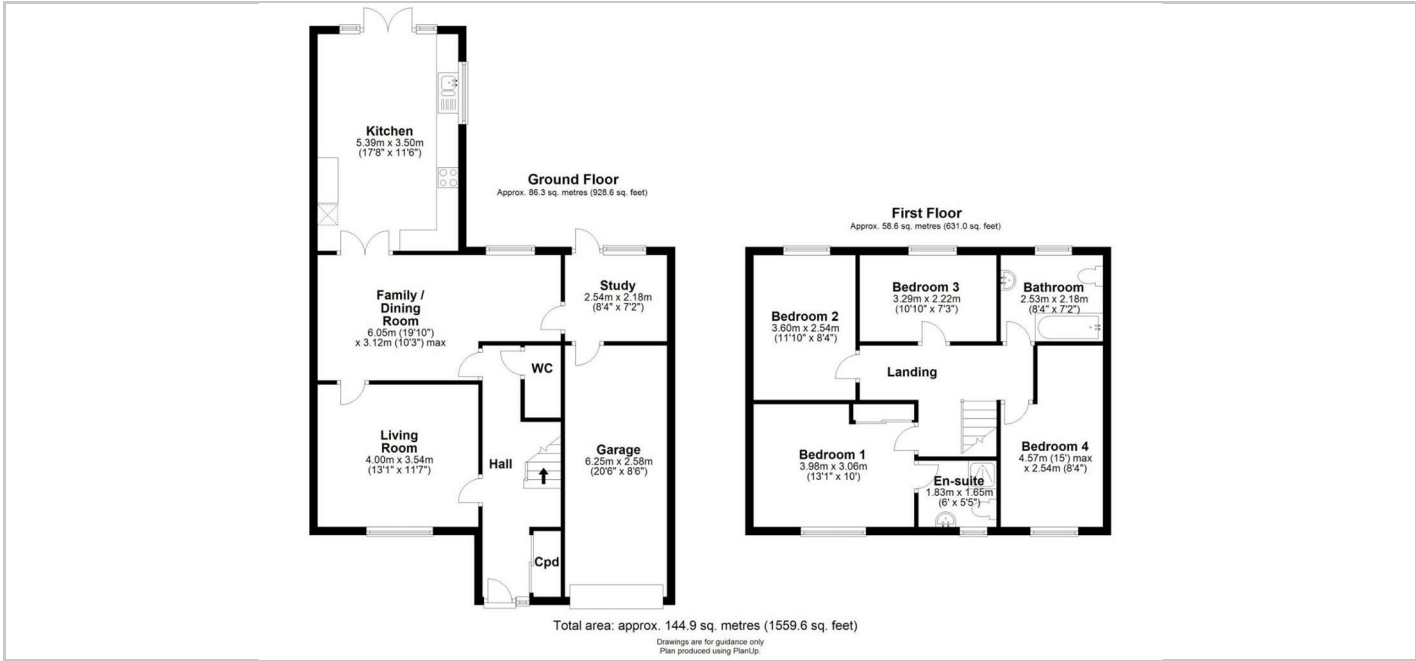 Kitchen
5.39m x 3.50m
(17'8" x 11'6")
Ground Floor
Approx. 86.3 sq. metres (928.6 sq. feet)
Family /
Dining
Room
6.05m (19'10")
x 3.12m (10'3") max
Study
2.54m x 2.18m
(8'4" x 7'2")
WC
Living
Room
4.00m x 3.54m
(13'1" x 11'7")
Hall
Garage
6.25m x 2.58m
(20'6" x 8'6")
Cpd
First Floor
Approx. 58.6 sq. metres (631.0 sq. feet)
Bedroom 2
3.60m x 2.54m
(11'10" x 8'4")
Bedroom 3
3.29m x 2.22m
(10'10" x 7'3")
Bathroom
2.53m x 2.18m
(8'4" x 7'2")
Landing
Bedroom 1
3.98m x 3.06m
(13'1" x 10')
En-suite
1.83m x 1.65m
(6' x 5'5")
Bedroom 4
4.57m (15') max
x 2.54m (8'4")
Total area: approx. 144.9 sq. metres (1559.6 sq. feet)
Drawings are for guidance only
Plan produced using PlanUp.